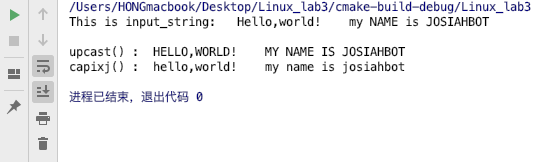 /Users/HONGmacbook/Desktop/Linux_lab3/cmake-build-debug/Linux_lab3
This is input_string:   Hello,world!    my NAME is JOSIAHBOT
upcast() :  HELLO,WORLD!    MY NAME IS JOSIAHBOT
capixj() :  hello,world!    my name is josiahbot
进程已结束，退出代码 0